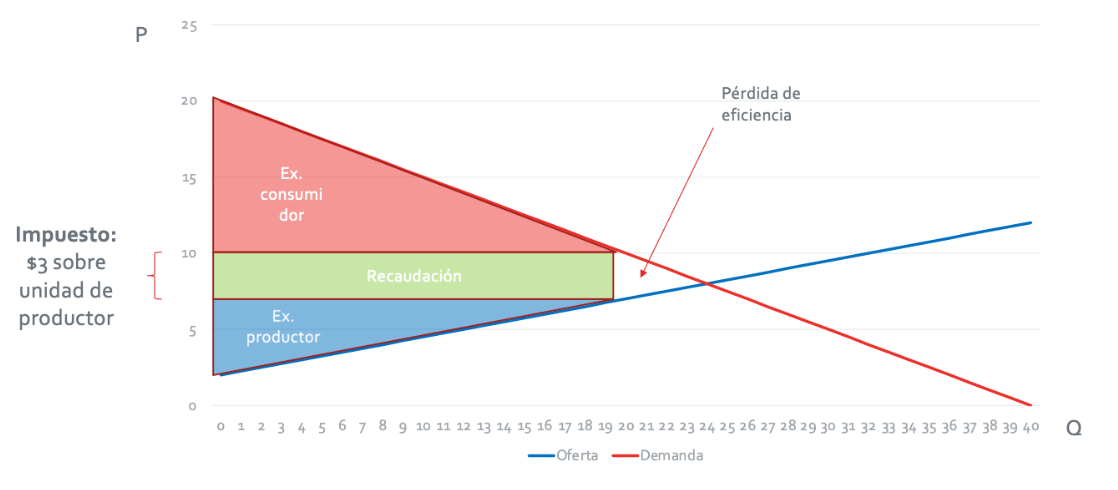 P
25
20
15
10
5
0
Pérdida de
eficiencia
Ex.
consumi
dor
Impuesto:
$3 sobre
unidad de
productor
Recaudación
Ex.
productor
0 1 2 3 4 5 6 7 8 9 10 11 12 13 14 15 16 17 18 19 20 21 22 23 24 25 26 27 28 29 30 31 32 33 34 35 36 37 38 39 40
Q
Oferta Demanda